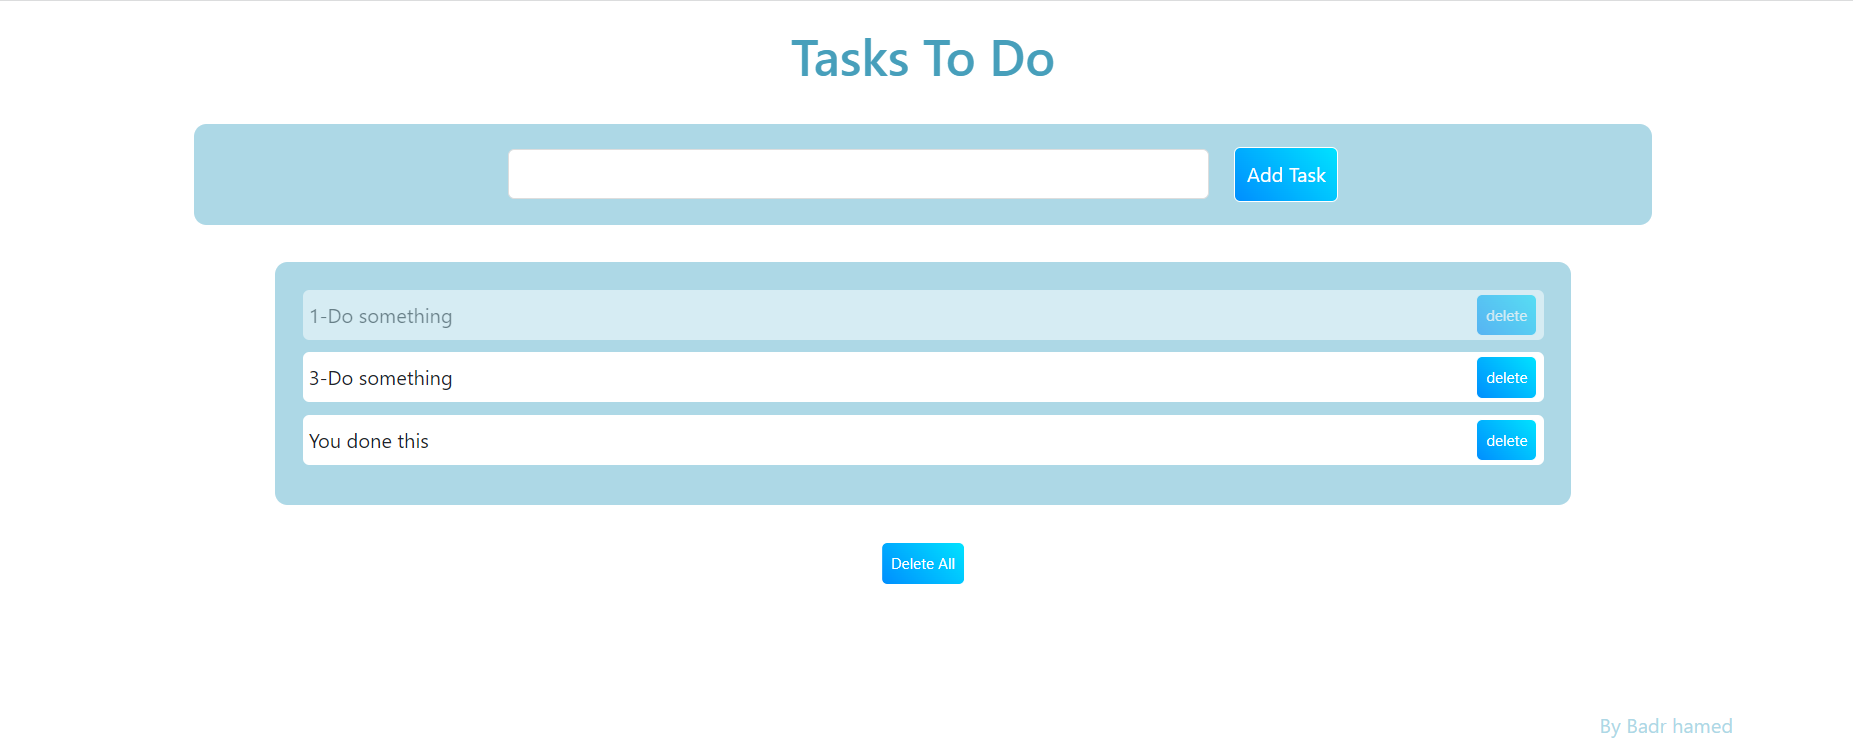 Tasks To Do
Add Task
1-Do something delete
3-Do something delete
You done this delete
Delete All
By Badr hamed